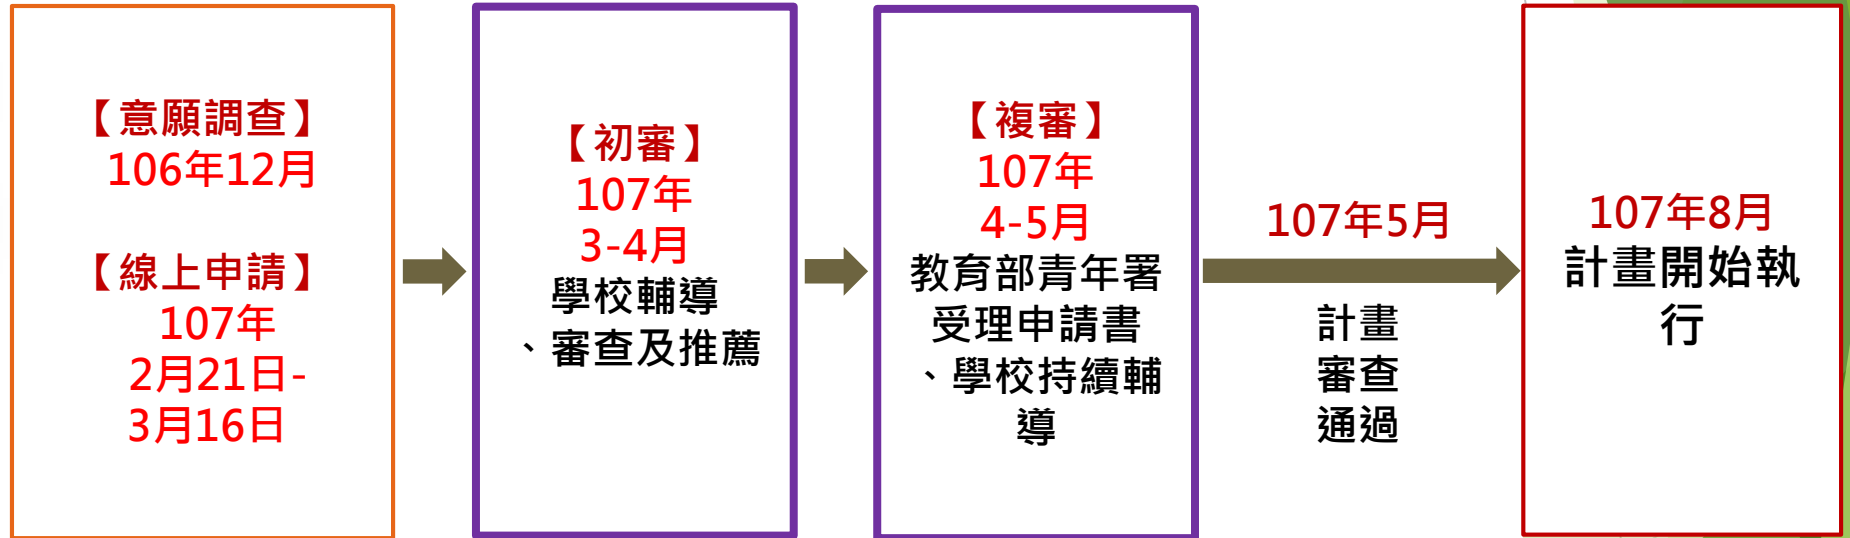 【意願調查】
106年12月
【線上申請】
107年
2月21日-
3月16日
【初審】
107年
3-4月
學校輔導
、審查及推薦
【複審】
107年
4-5月
教育部青年署
受理申請書
、學校持續輔
導
107年5月
計畫
審查
通過
107年8月
計畫開始執
行